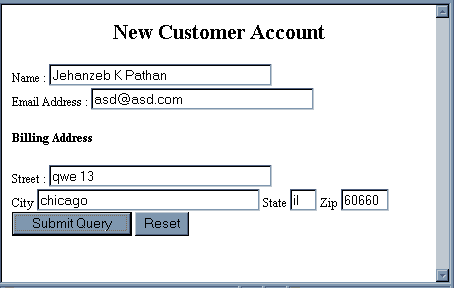 New Customer Account
Name : Jehanzeb K Pathan
Email Address : asd@asd.com
Billing Address
Street : qwe 13
City chicago State il Zip 60660
Submit Query Reset